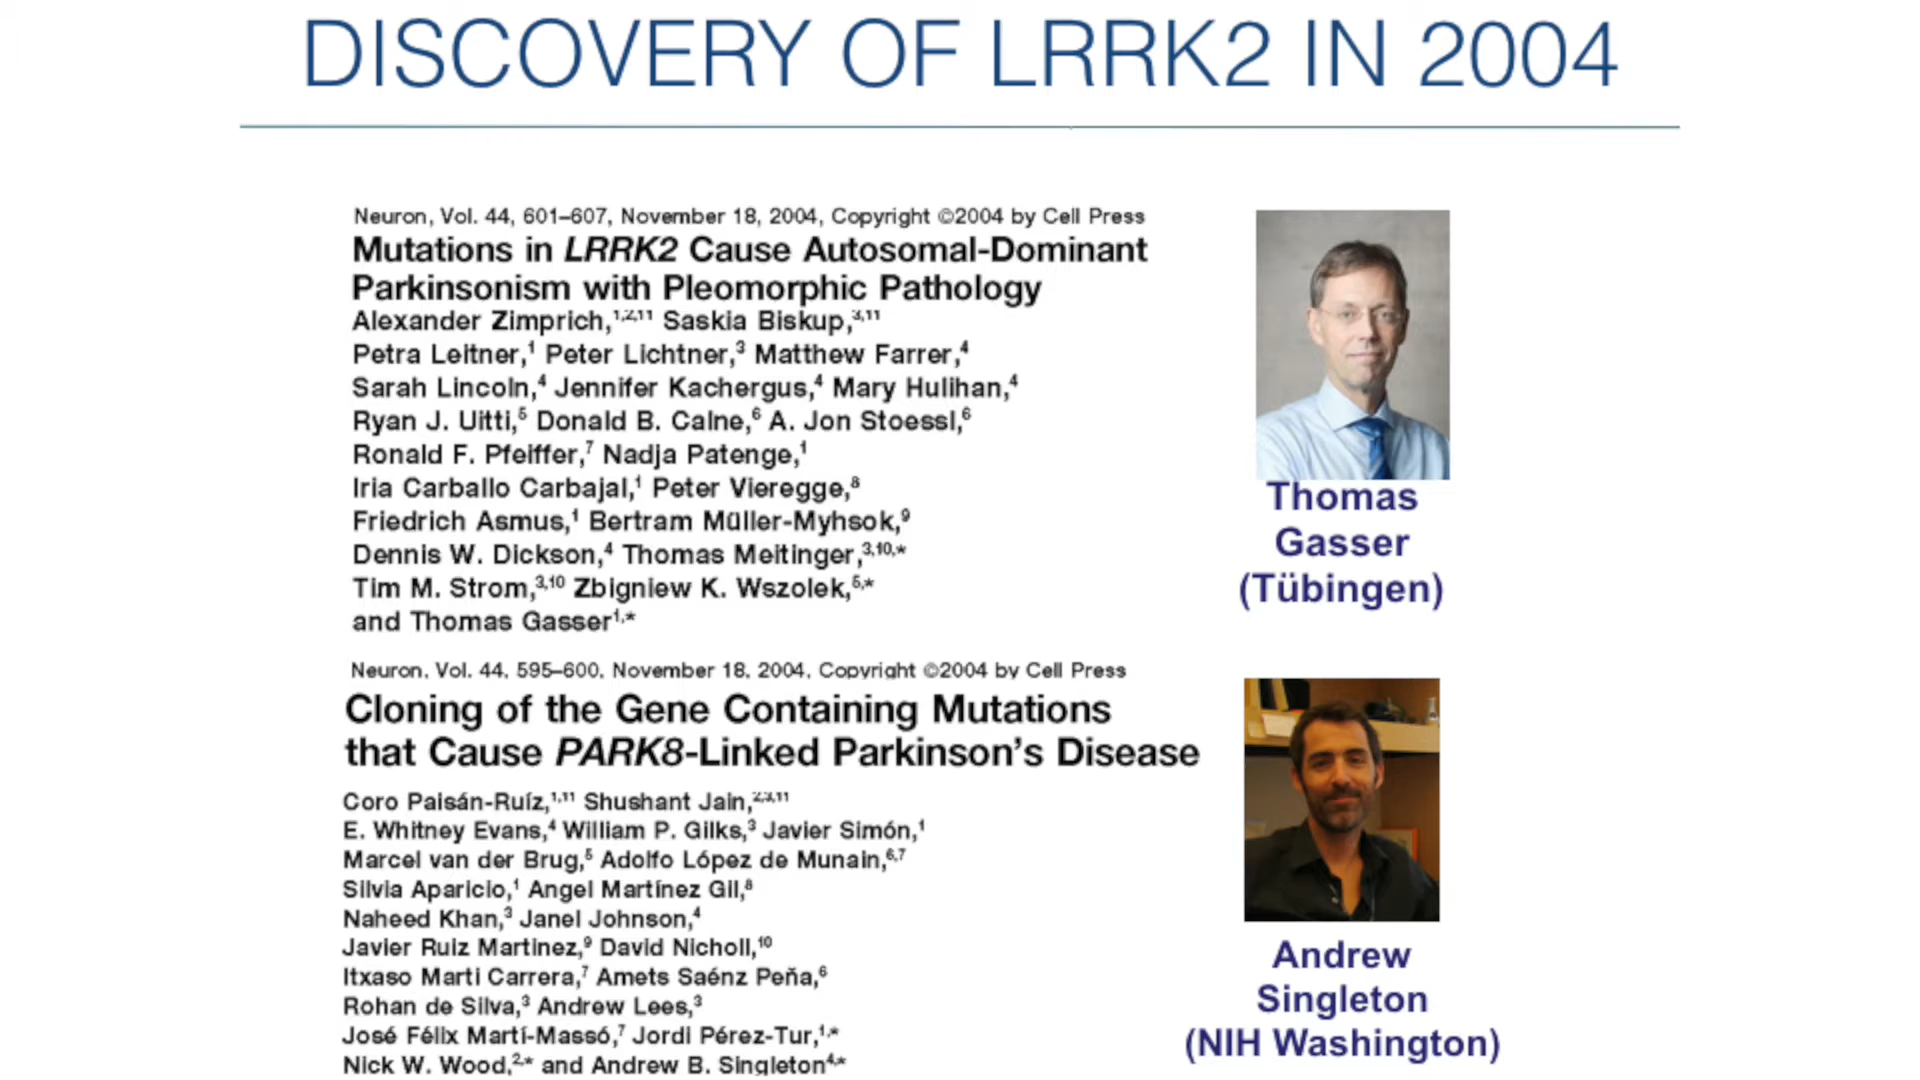 DISCOVERY OF LRRK2 IN 2004
Neuron, Vol. 44, 601–607, November 18, 2004, Copyright ©2004 by Cell Press
Mutations in LRRK2 Cause Autosomal-Dominant
Parkinsonism with Pleomorphic Pathology
Alexander Zimprich,1,2,11 Saskia Biskup,3,11
Petra Leitner,1 Peter Lichtner,3 Matthew Farrer,4
Sarah Lincoln,4 Jennifer Kachergus,4 Mary Hulihan,4
Ryan J. Uitti,5 Donald B. Calne,6 A. Jon Stoessl,6
Ronald F. Pfeiffer,7 Nadja Patenge,1
Iria Carballo Carbajal,1 Peter Vieregge,8
Friedrich Asmus,1 Bertram Müller-Myhsok,9
Dennis W. Dickson,4 Thomas Meitinger,3,10,*
Tim M. Strom,3,10 Zbigniew K. Wszolek,5,*
and Thomas Gasser1,*
Thomas
Gasser
(Tübingen)
Neuron, Vol. 44, 595–600, November 18, 2004, Copyright ©2004 by Cell Press
Cloning of the Gene Containing Mutations
that Cause PARK8-Linked Parkinson's Disease
Coro Paisán-Ruíz,1,11 Shushant Jain,2,3,11
E. Whitney Evans,4 William P. Gilks,3 Javier Simón,1
Marcel van der Brug,5 Adolfo López de Munain,6,7
Silvia Aparicio,1 Angel Martínez Gil,8
Naheed Khan,3 Janel Johnson,4
Javier Ruiz Martinez,9 David Nicholl,10
Itxaso Marti Carrera,7 Amets Saénz Peňa,6
Rohan de Silva,3 Andrew Lees,3
José Félix Martí-Massó,7 Jordi Pérez-Tur,1,*
Nick W. Wood,2,* and Andrew B. Singleton4,*
Andrew
Singleton
(NIH Washington)